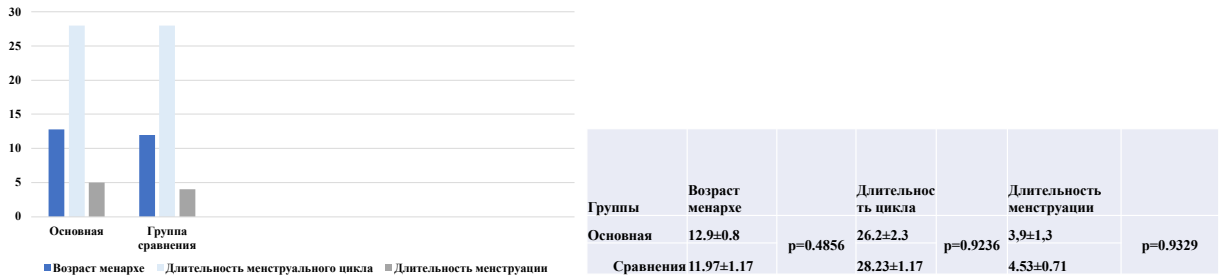 30
25
20
15
10
5
0
Основная
Группа
сравнения
Возраст менархе Длительность менструального цикла Длительность менструации
Группы Возраст менархе Длительнос ть цикла Длительность менструации
Основная 12.9±0.8 p=0.4856 26.2±2.3 p=0.9236 3,9±1,3 p=0.9329
Сравнения 11.97±1.17 28.23±1.17 4.53±0.71